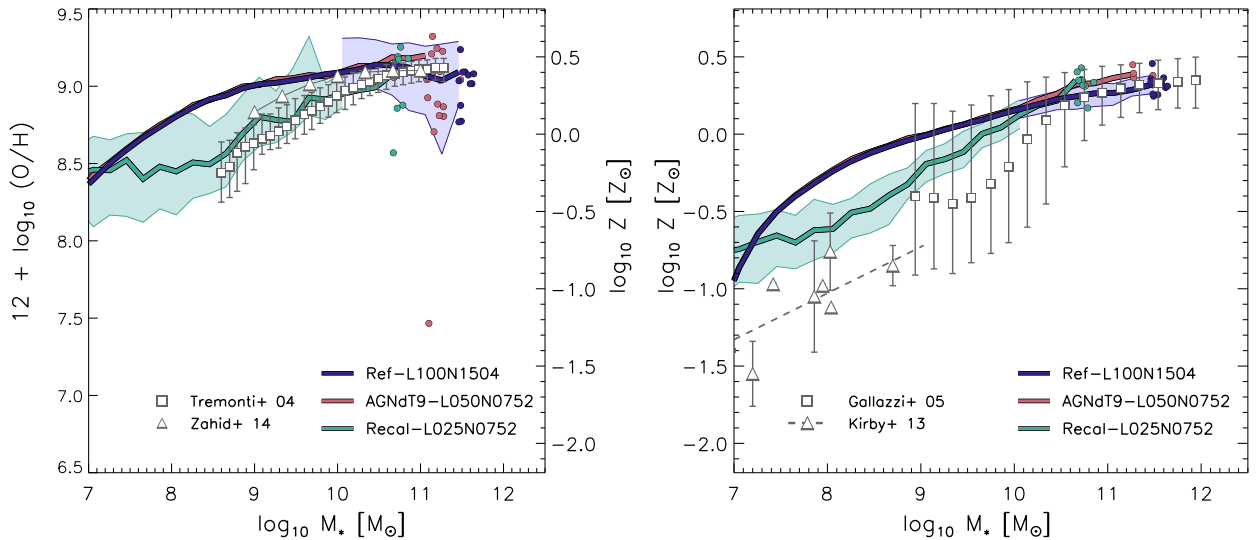 9.5
9.0
8.5
8.0
7.5
7.0
6.5
12 + log₁₀ (O/H)
7 8 9 10 11 12
log₁₀ M⁎ [M⊙]
0.5
0.0
−0.5
−1.0
−1.5
−2.0
log₁₀ Z [Z⊙]
Tremonti+ 04
Zahid+ 14
Ref−L100N1504
AGNdT9−L050N0752
Recal−L025N0752
log₁₀ Z [Z⊙]
0.5
0.0
−0.5
−1.0
−1.5
−2.0
7 8 9 10 11 12
log₁₀ M⁎ [M⊙]
Gallazzi+ 05
Kirby+ 13
Ref−L100N1504
AGNdT9−L050N0752
Recal−L025N0752